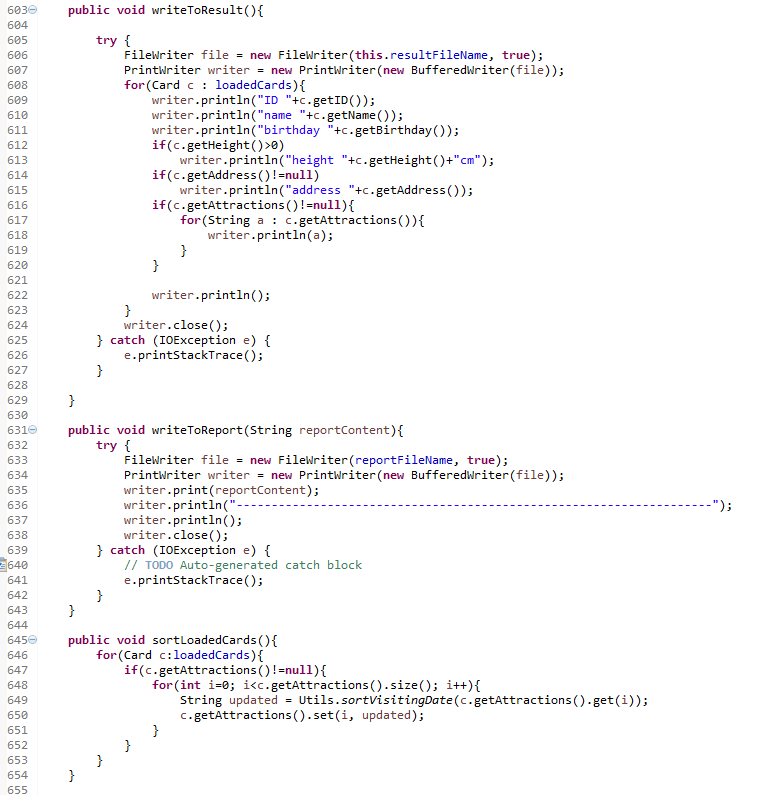 603 public void writeToResult(){
604
605 try {
606 FileWriter file = new FileWriter(this.resultFileName, true);
607 PrintWriter writer = new PrintWriter(new BufferedWriter(file));
608 for(Card c : loadedCards){
609 writer.println("ID "+c.getID());
610 writer.println("name "+c.getName());
611 writer.println("birthday "+c.getBirthday());
612 if(c.getHeight()>0)
613 writer.println("height "+c.getHeight()+"cm");
614 if(c.getAddress()!=null)
615 writer.println("address "+c.getAddress());
616 if(c.getAttractions()!=null){
617 for(String a : c.getAttractions()){
618 writer.println(a);
619 }
620 }
621
622 writer.println();
623 }
624 writer.close();
625 } catch (IOException e) {
626 e.printStackTrace();
627 }
628
629 }
630
631 public void writeToReport(String reportContent){
632 try {
633 FileWriter file = new FileWriter(reportFileName, true);
634 PrintWriter writer = new PrintWriter(new BufferedWriter(file));
635 writer.print(reportContent);
636 writer.println("--------------------------------------------------------------------");
637 writer.println();
638 writer.close();
639 } catch (IOException e) {
640 // TODO Auto-generated catch block
641 e.printStackTrace();
642 }
643 }
644
645 public void sortLoadedCards(){
646 for(Card c:loadedCards){
647 if(c.getAttractions()!=null){
648 for(int i=0; i<c.getAttractions().size(); i++){
649 String updated = Utils.sortVisitingDate(c.getAttractions().get(i));
650 c.getAttractions().set(i, updated);
651 }
652 }
653 }
654 }
655